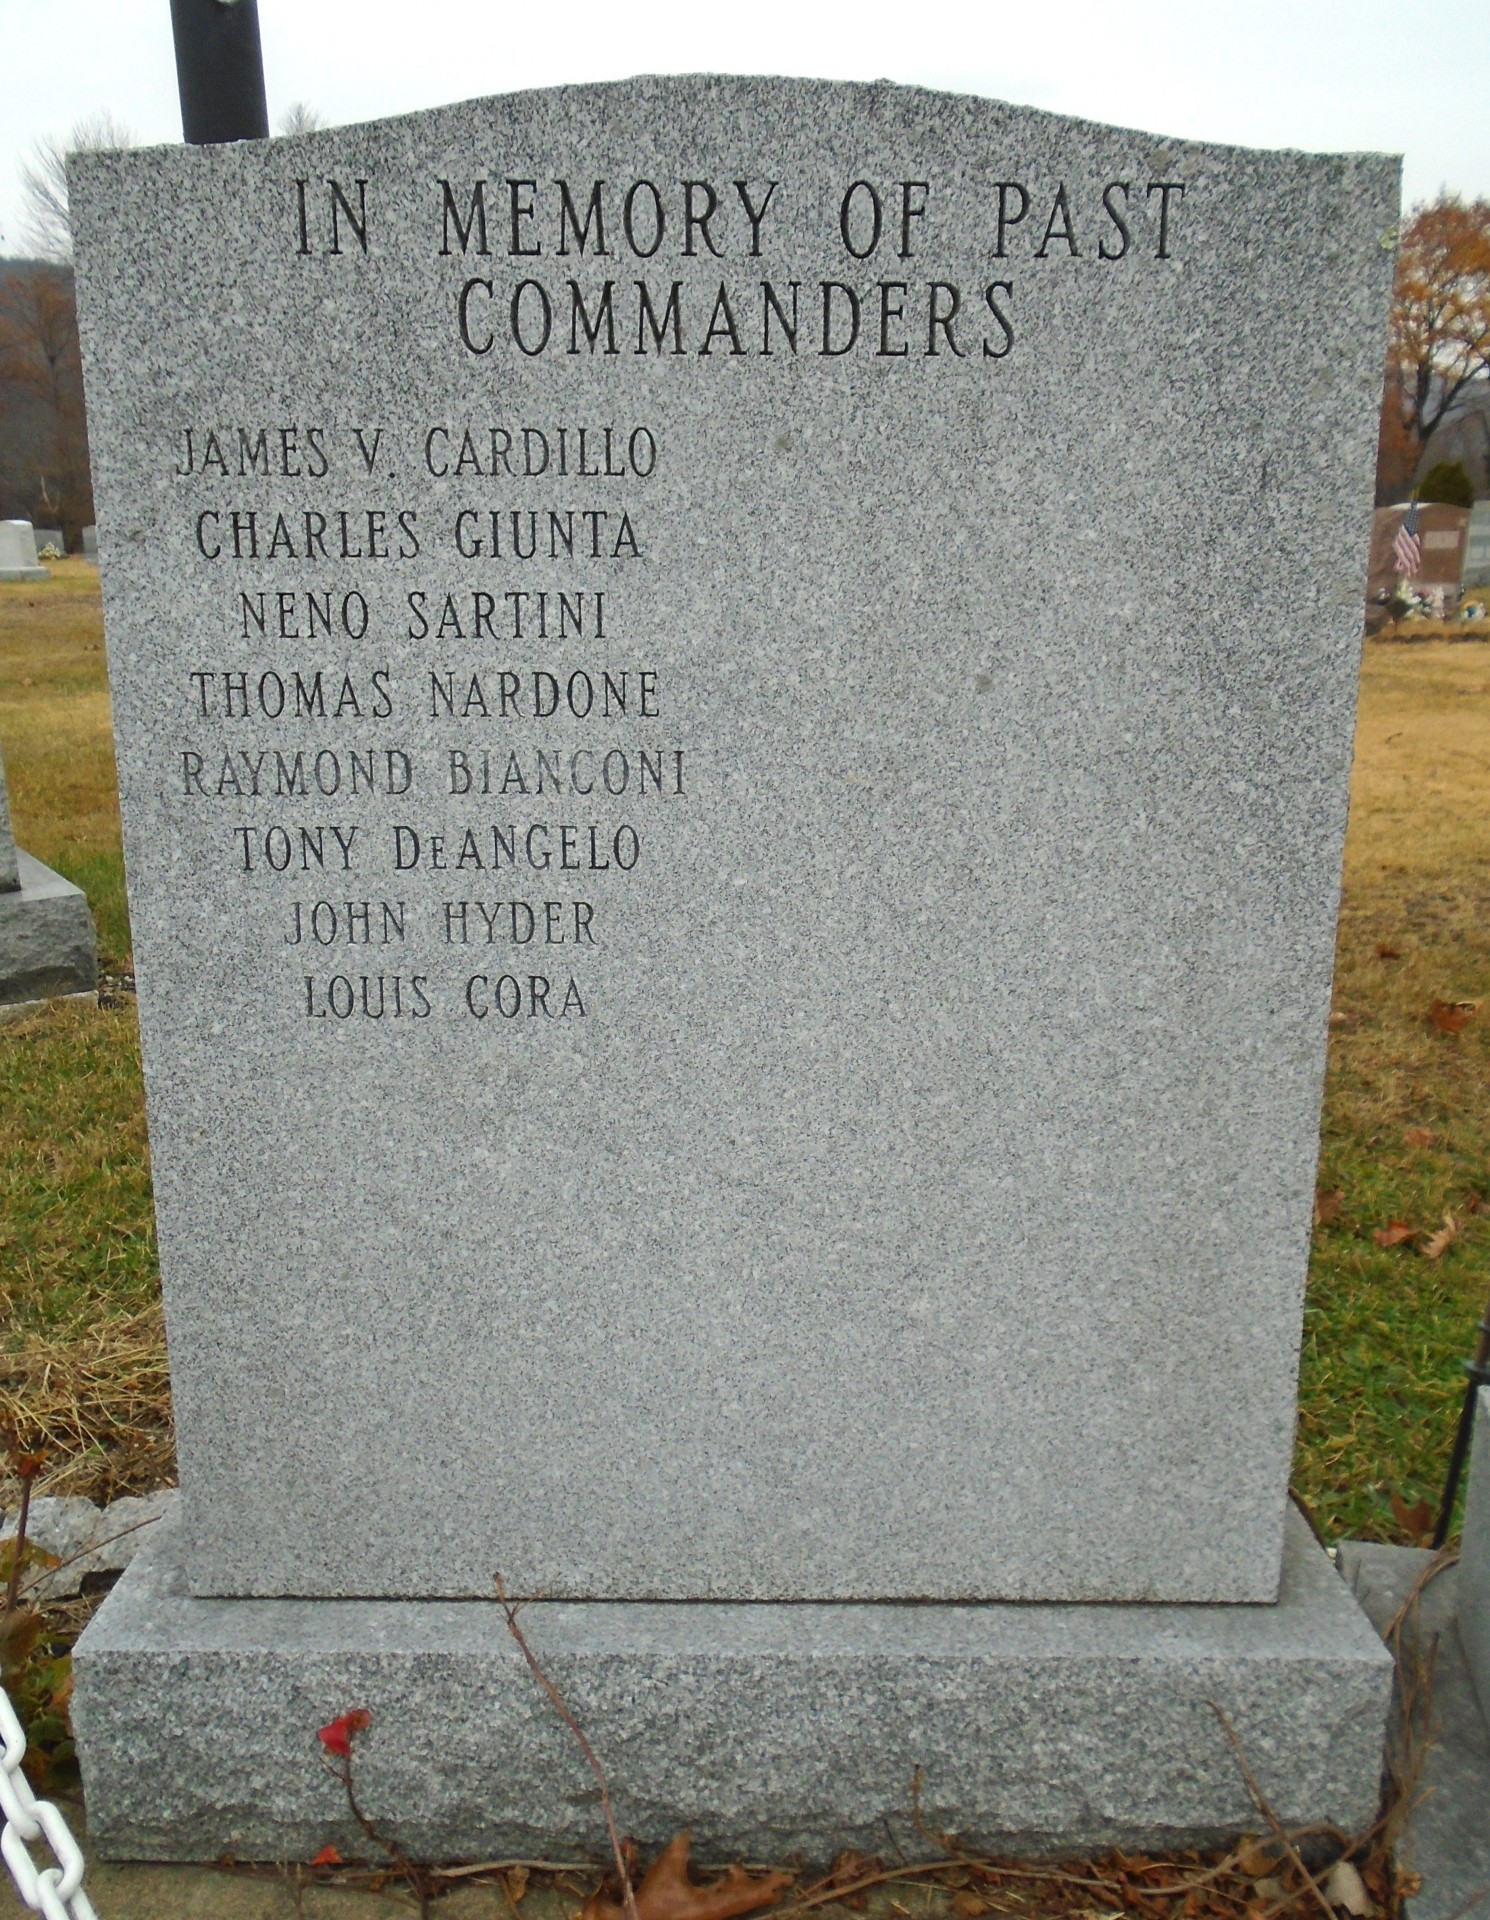 IN MEMORY OF PAST
COMMANDERS
JAMES V. CARDILLO
CHARLES GIUNTA
NENO SARTINI
THOMAS NARDONE
RAYMOND BIANCONI
TONY DeANGELO
JOHN HYDER
LOUIS CORA